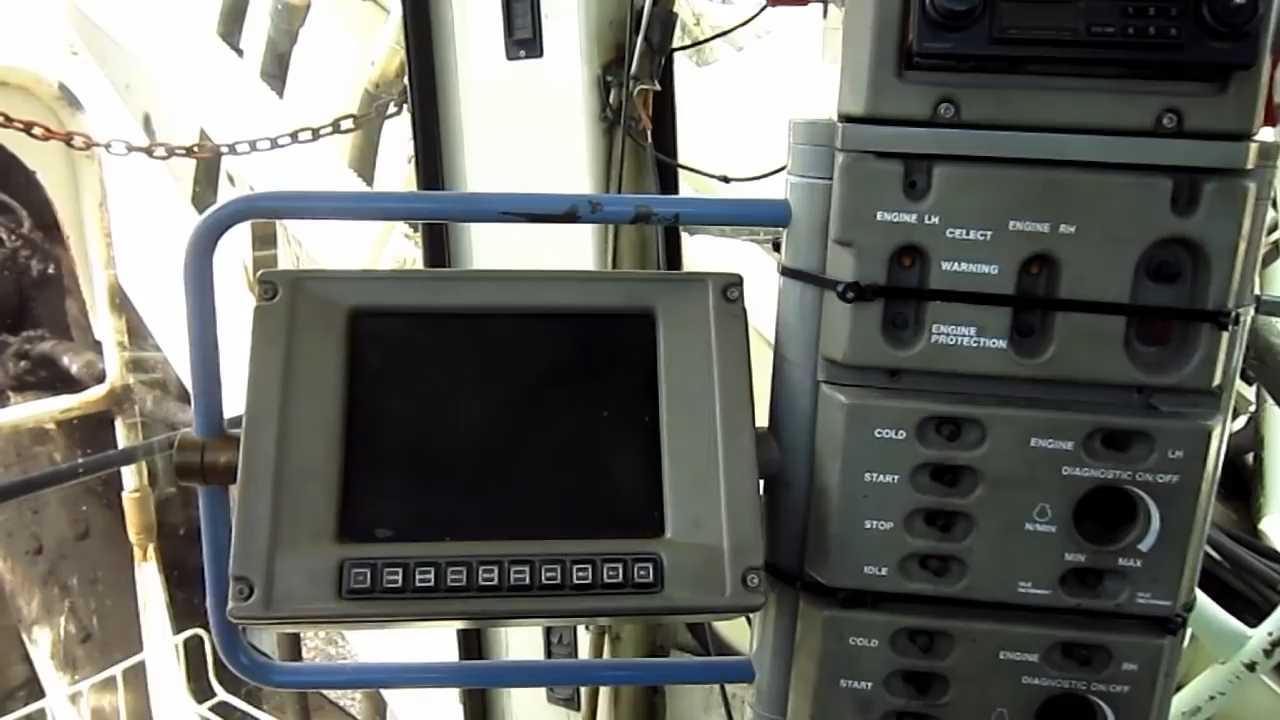 ENGINE LH
CELECT
ENGINE RH
WARNING
ENGINE
PROTECTION
COLD
START
STOP
IDLE
ENGINE LH
DIAGNOSTIC ON/OFF
N/MIN
MIN MAX
COLD
START
ENGINE RH
DIAGNOSTIC ON/OFF